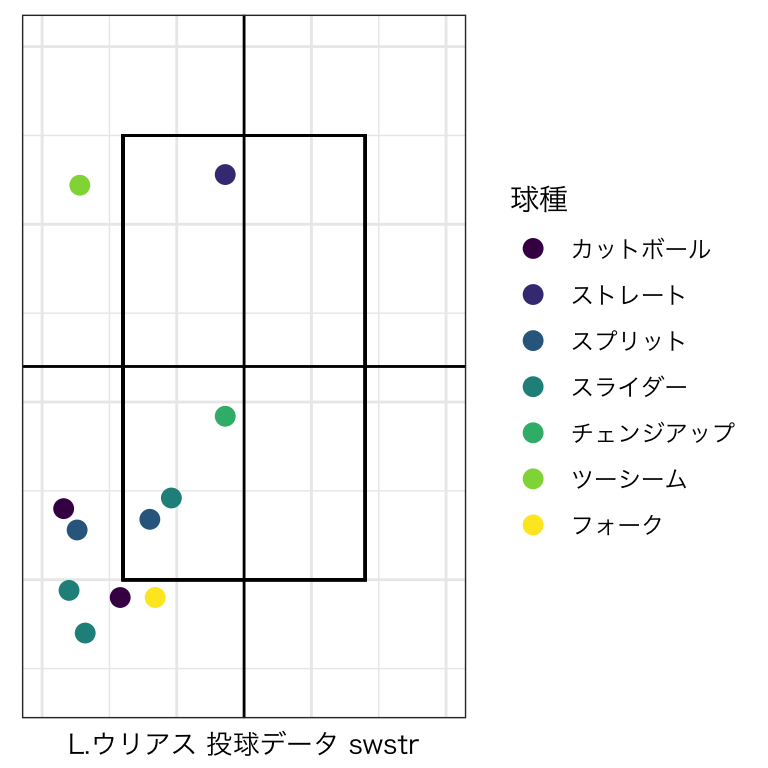 球種
カットボール
ストレート
スプリット
スライダー
チェンジアップ
ツーシーム
フォーク
L.ウリアス 投球データ swstr